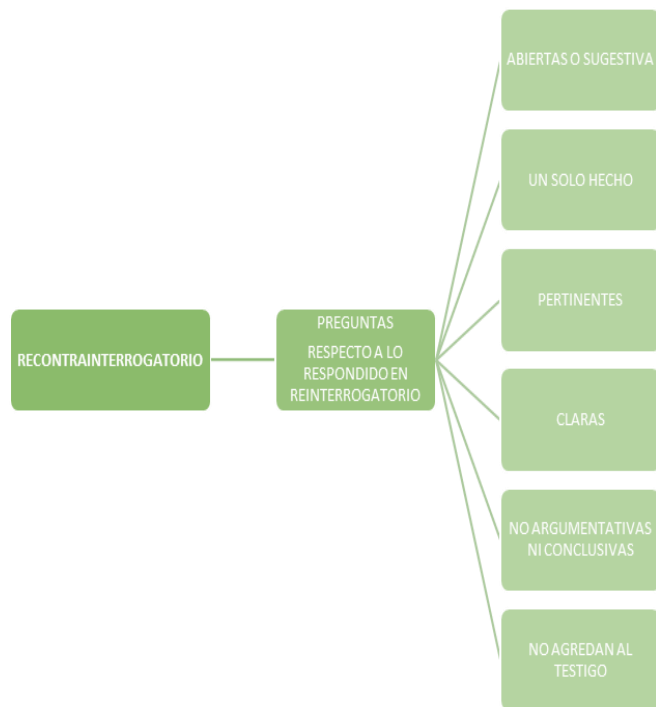 RECONTRAINTERROGATORIO
PREGUNTAS
RESPECTO A LO
RESPONDIDO EN
REINTERROGATORIO
ABIERTAS O SUGESTIVA
UN SOLO HECHO
PERTINENTES
CLARAS
NO ARGUMENTATIVAS
NI CONCLUSIVAS
NO AGREDAN AL
TESTIGO